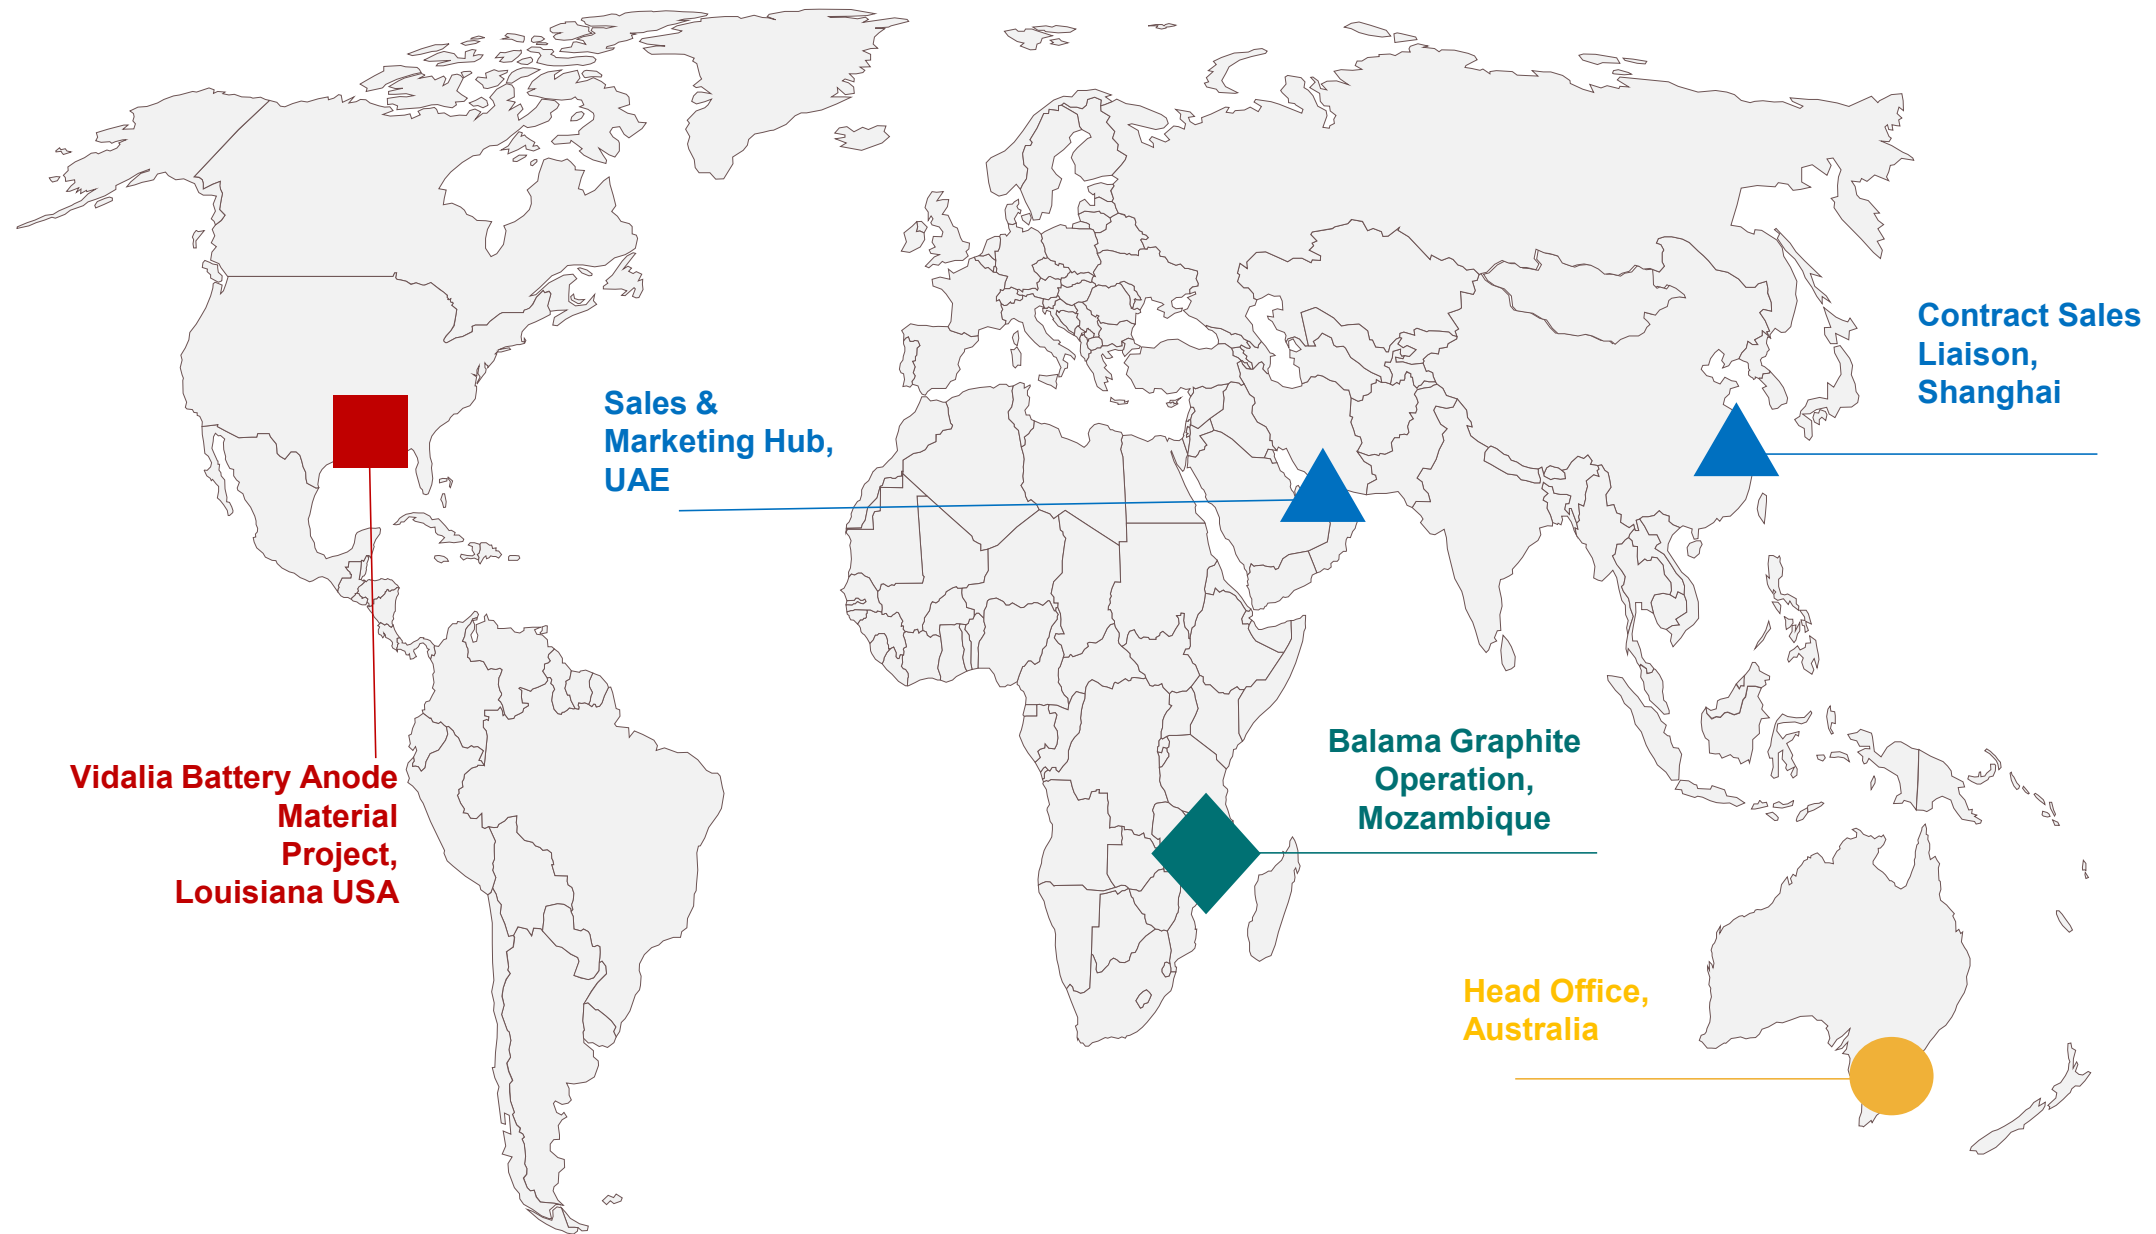 Contract Sales
Liaison,
Shanghai
Sales &
Marketing Hub,
UAE
Balama Graphite
Operation,
Mozambique
Vidalia Battery Anode
Material
Project,
Louisiana USA
Head Office,
Australia